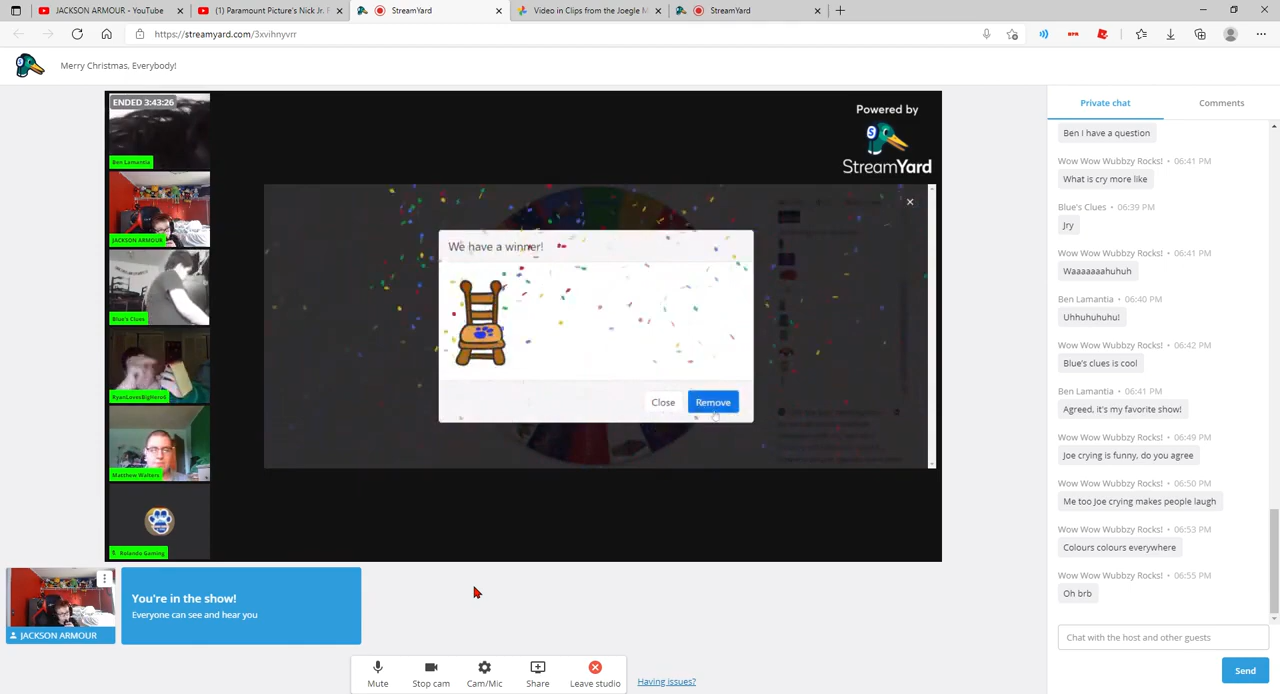 JACKSON ARMOUR - YouTube
(1) Paramount Picture's Nick Jr. F
StreamYard
Video in Clips from the Joegle M
StreamYard
https://streamyard.com/3xvihnyvrr
Merry Christmas, Everybody!
ENDED 3:43:26
Ben Lamantia
JACKSON ARMOUR
Blue's Clues
RyanLovesBigHero6
Matthew Walters
Rolando Gaming
Powered by
StreamYard
We have a winner!
Close
Remove
JACKSON ARMOUR
You're in the show!
Everyone can see and hear you
Mute
Stop cam
Cam/Mic
Share
Leave studio
Having issues?
Private chat
Comments
Ben I have a question
Wow Wow Wubbzy Rocks! • 06:41 PM
What is cry more like
Blue's Clues • 06:39 PM
Jry
Wow Wow Wubbzy Rocks! • 06:41 PM
Waaaaaaahuhuh
Ben Lamantia • 06:40 PM
Uhhuhuhuhu!
Wow Wow Wubbzy Rocks! • 06:42 PM
Blue's clues is cool
Ben Lamantia • 06:41 PM
Agreed, it's my favorite show!
Wow Wow Wubbzy Rocks! • 06:49 PM
Joe crying is funny, do you agree
Wow Wow Wubbzy Rocks! • 06:50 PM
Me too Joe crying makes people laugh
Wow Wow Wubbzy Rocks! • 06:53 PM
Colours colours everywhere
Wow Wow Wubbzy Rocks! • 06:55 PM
Oh brb
Chat with the host and other guests
Send